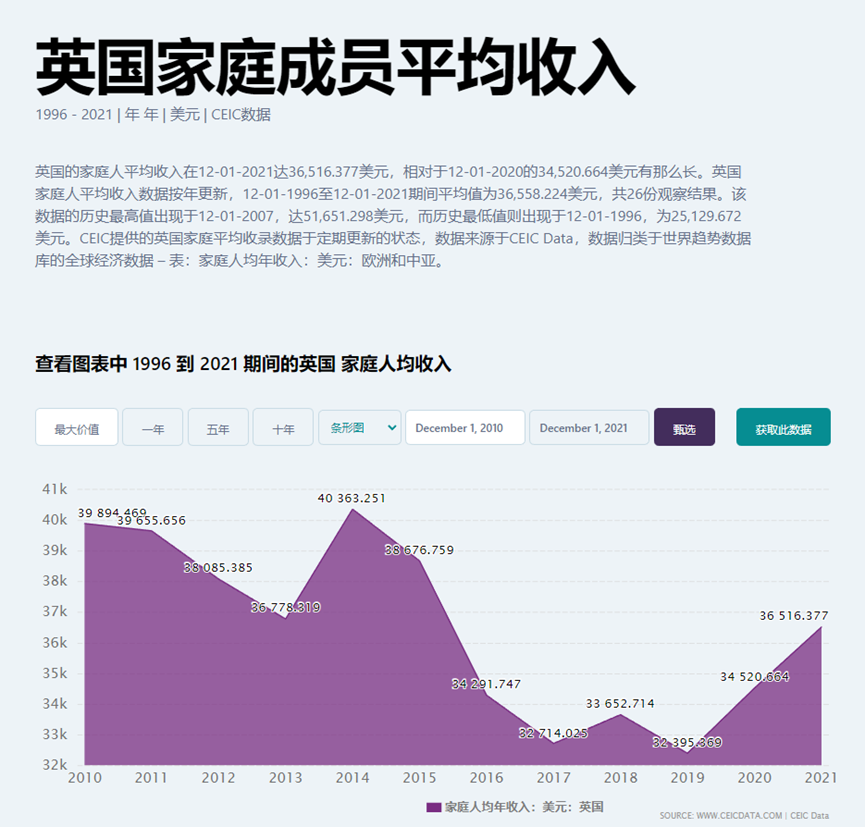 英国家庭成员平均收入
1996 - 2021 | 年 年 | 美元 | CEIC数据
英国的家庭人平均收入在12-01-2021达36,516.377美元，相对于12-01-2020的34,520.664美元有那么长。英国
家庭人平均收入数据按年更新，12-01-1996至12-01-2021期间平均值为36,558.224美元，共26份观察结果。该
数据的历史最高值出现于12-01-2007，达51,651.298美元，而历史最低值则出现于12-01-1996，为25,129.672
美元。CEIC提供的英国家庭平均收录数据于定期更新的状态，数据来源于CEIC Data，数据归类于世界趋势数据
库的全球经济数据 – 表：家庭人均年收入：美元：欧洲和中亚。
查看图表中 1996 到 2021 期间的英国 家庭人均收入
最大价值 一年 五年 十年 条形图 December 1, 2010 December 1, 2021 甄选 获取此数据
41k
40k
39k
38k
37k
36k
35k
34k
33k
32k
39 894.469
39 655.656
38 085.385
36 778.319
40 363.251
38 676.759
34 291.747
32 714.025
33 652.714
32 395.369
34 520.664
36 516.377
2010 2011 2012 2013 2014 2015 2016 2017 2018 2019 2020 2021
家庭人均年收入：美元：英国
SOURCE: WWW.CEICDATA.COM | CEIC Data